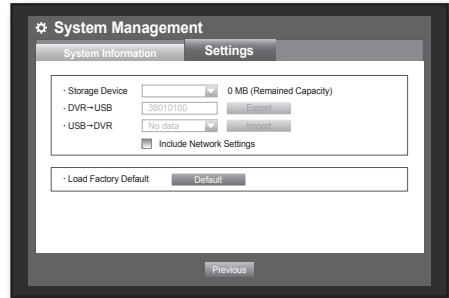 System Management
System Information Settings
· Storage Device 0 MB (Remained Capacity)
· DVR→USB 38010100 Export
· USB→DVR No data Import
Include Network Settings
· Load Factory Default Default
Previous